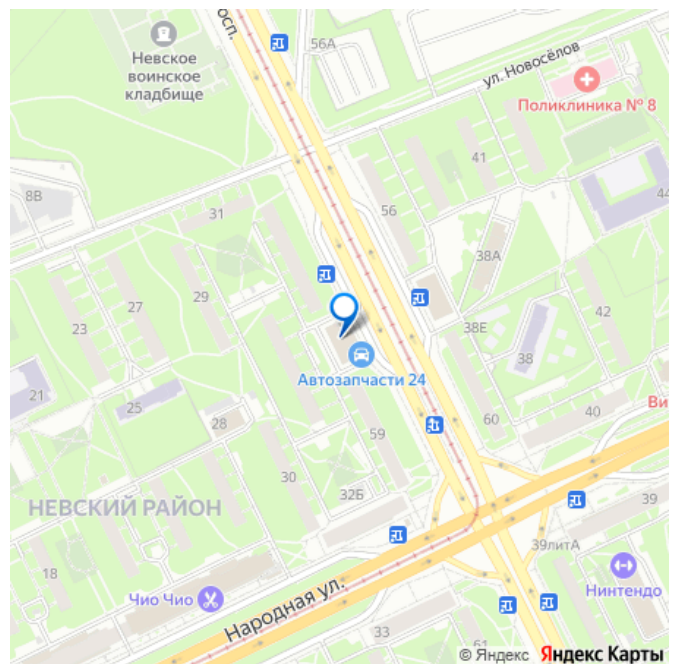 осп.
56А
Невское
воинское
кладбище
ул. Новосёлов
Поликлиника № 8
41
44
8В
31
56
38А
29
27
23
42
38Е
38
Автозапчасти 24
21
25
28
60
40
Ви
59
30
32Б
НЕВСКИЙ РАЙОН
39
18
39литА
Нинтендо
Чио Чио
Народная ул.
33
61
© Яндекс Яндекс Карты